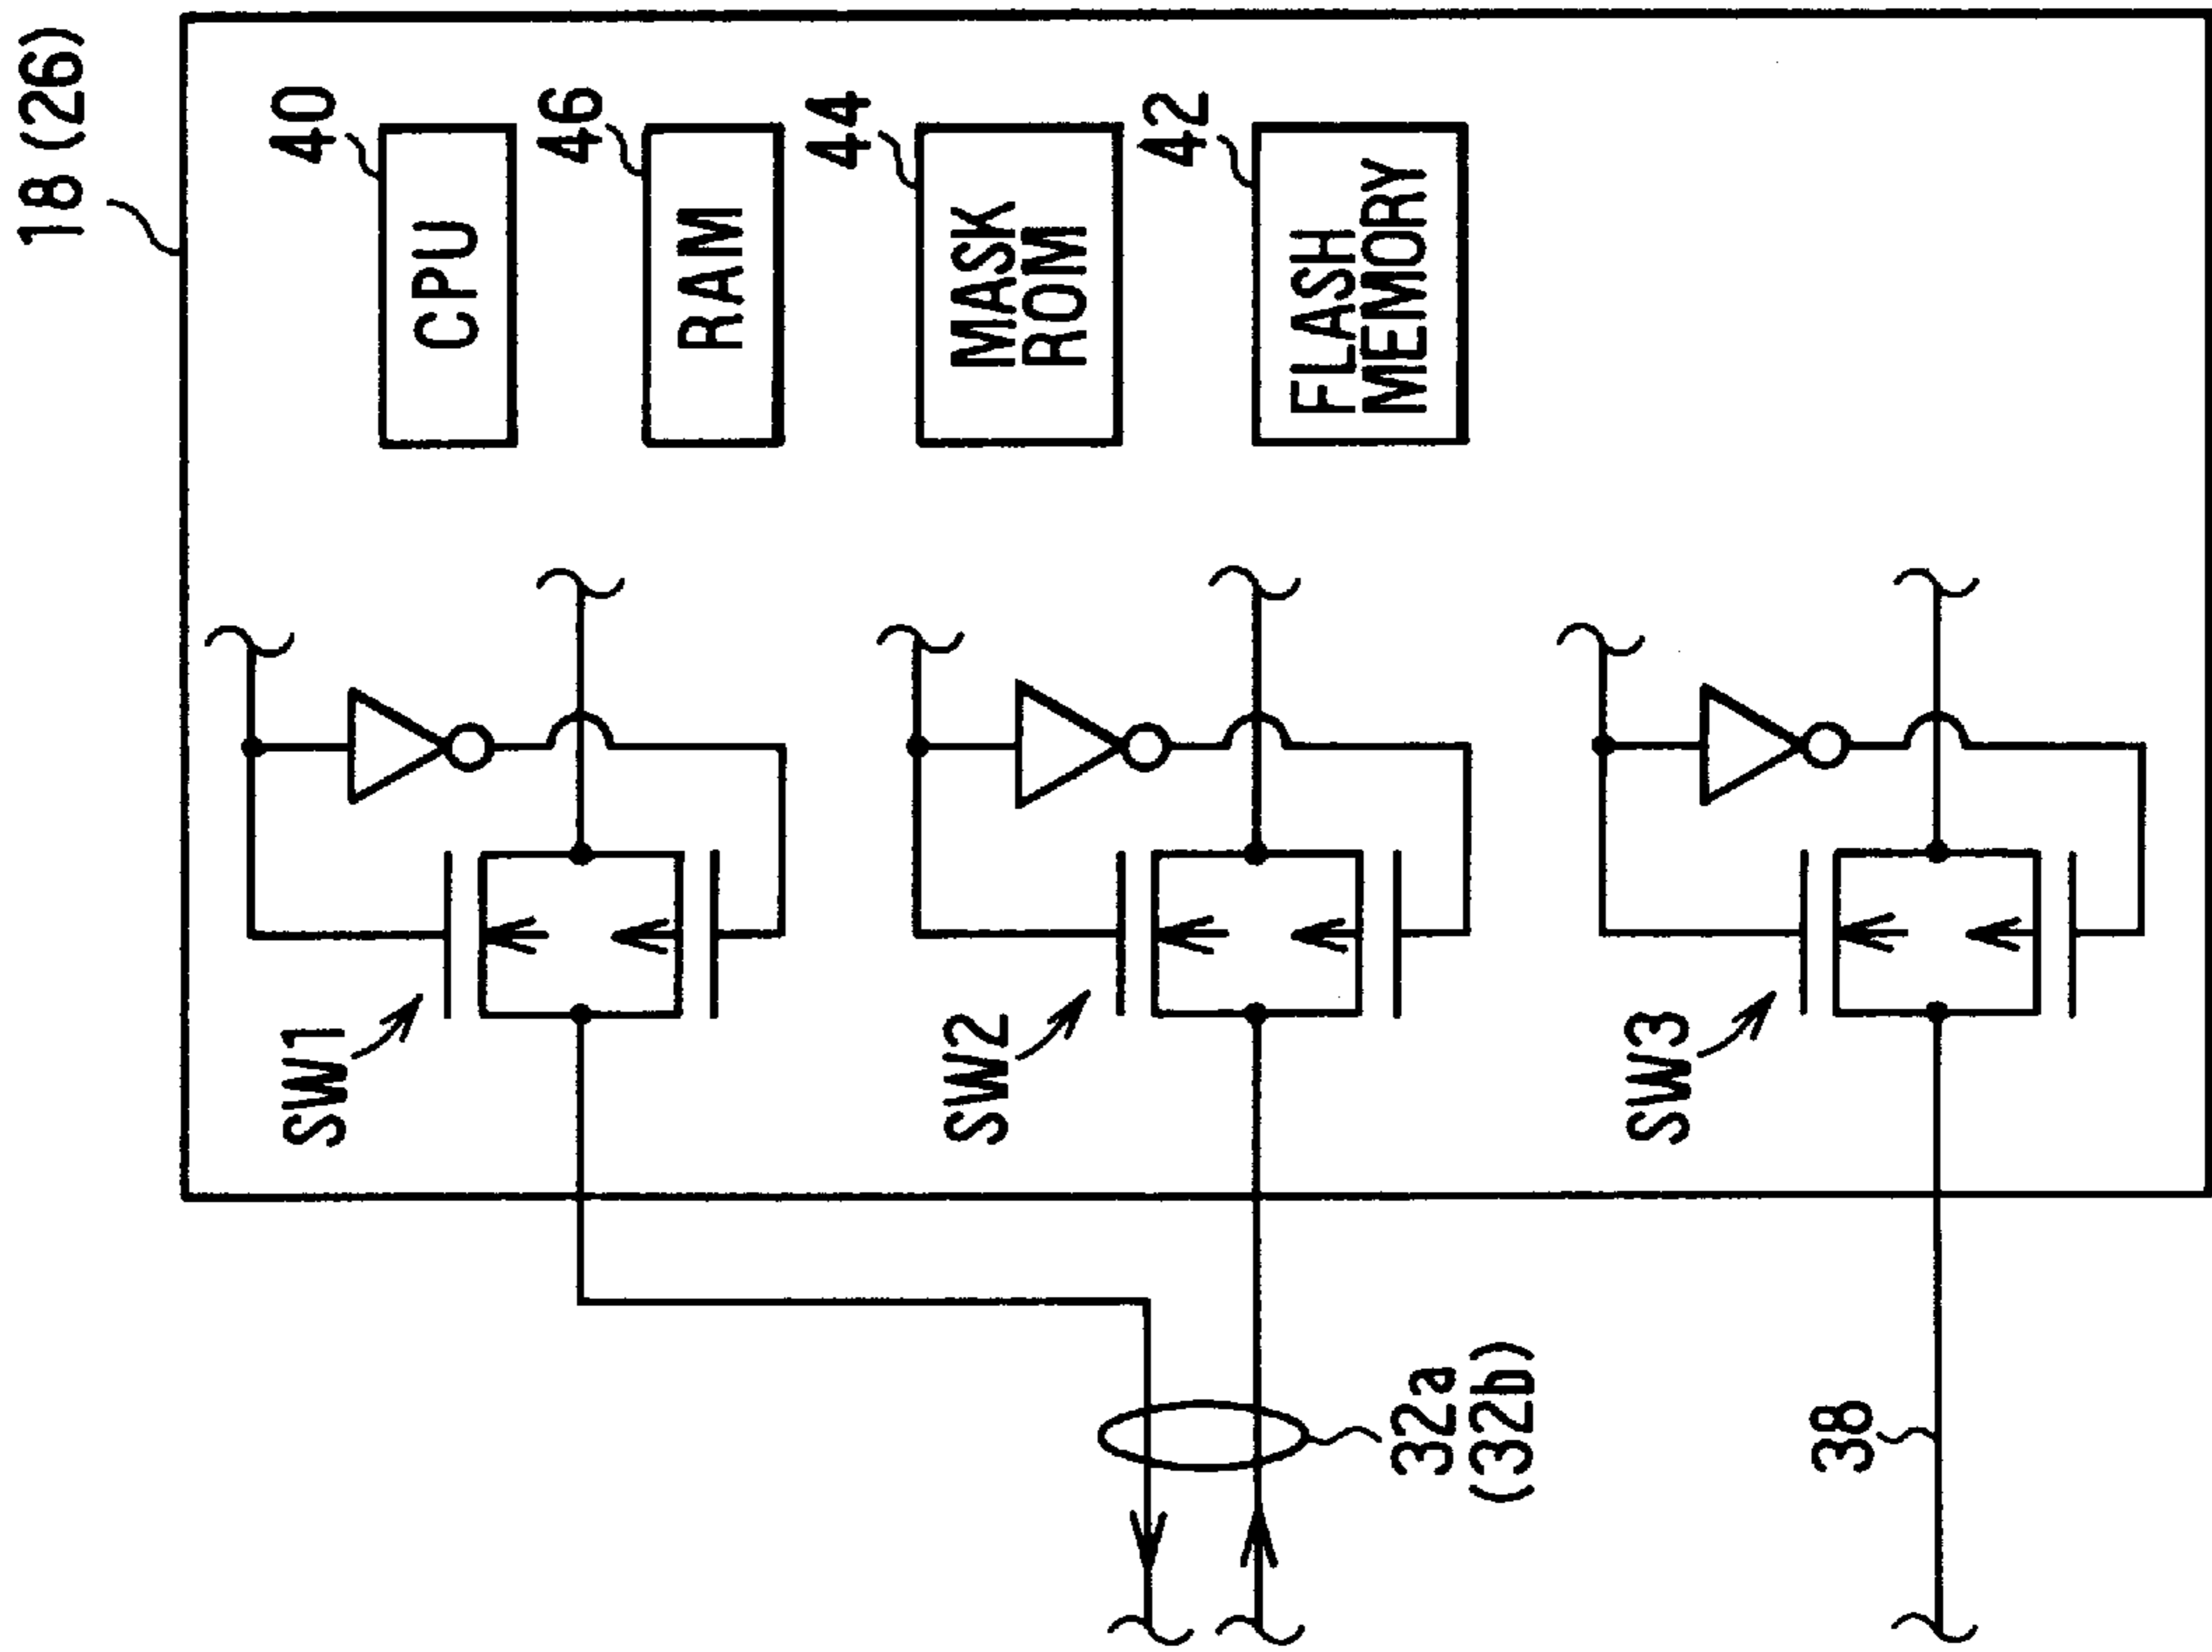 18 (26)
40
CPU
46
RAM
44
MASK
ROM
42
FLASH
MEMORY
SW1
SW2
SW3
32a
(32b)
38